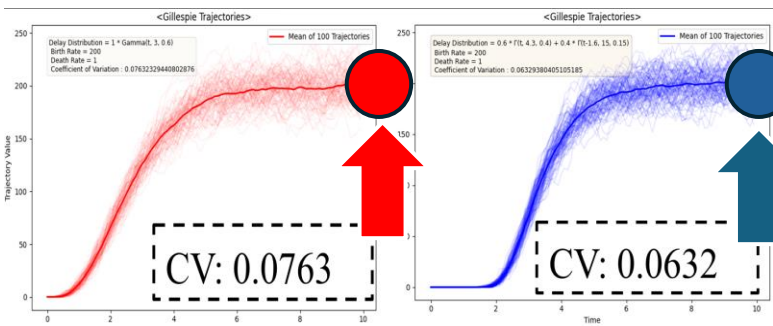 <Gillespie Trajectories>
250
200
150
100
50
0
Trajectory Value
Delay Distribution = 1 * Gamma(t, 3, 0.6)
Birth Rate = 200
Death Rate = 1
Coefficient of Variation : 0.07632329440802876
Mean of 100 Trajectories
CV: 0.0763
0 2 4 6 8 10
<Gillespie Trajectories>
250
Delay Distribution = 0.6 * Γ(t, 4.3, 0.4) + 0.4 * Γ(t-1.6, 15, 0.15)
Birth Rate = 200
Death Rate = 1
Coefficient of Variation : 0.06329380405105185
Mean of 100 Trajectories
CV: 0.0632
0 2 4 6 8 10
Time